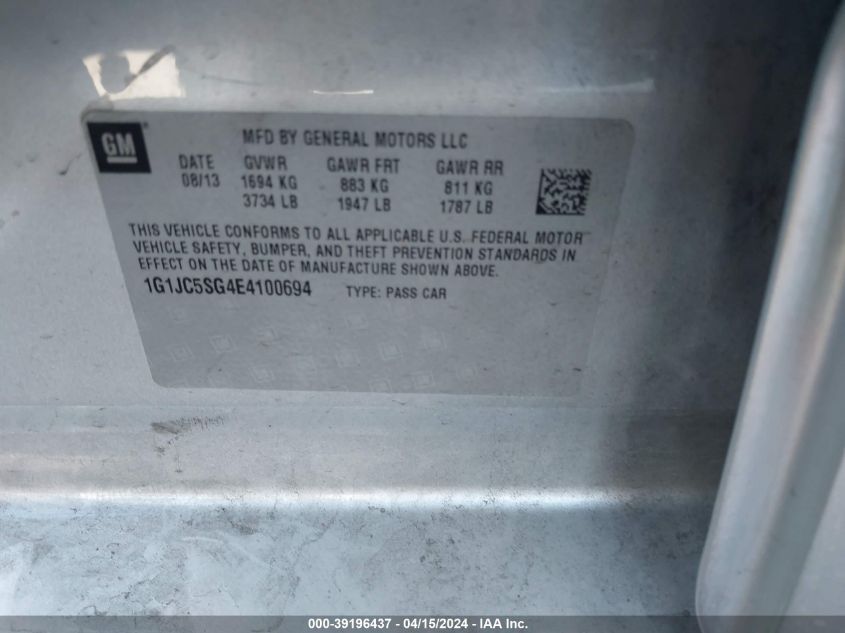 GM
MFD BY GENERAL MOTORS LLC
DATE GVWR GAWR FRT GAWR RR
08/13 1694 KG 883 KG 811 KG
3734 LB 1947 LB 1787 LB
THIS VEHICLE CONFORMS TO ALL APPLICABLE U.S. FEDERAL MOTOR
VEHICLE SAFETY, BUMPER, AND THEFT PREVENTION STANDARDS IN
EFFECT ON THE DATE OF MANUFACTURE SHOWN ABOVE.
1G1JC5SG4E4100694 TYPE: PASS CAR
000-39196437 - 04/15/2024 - IAA Inc.